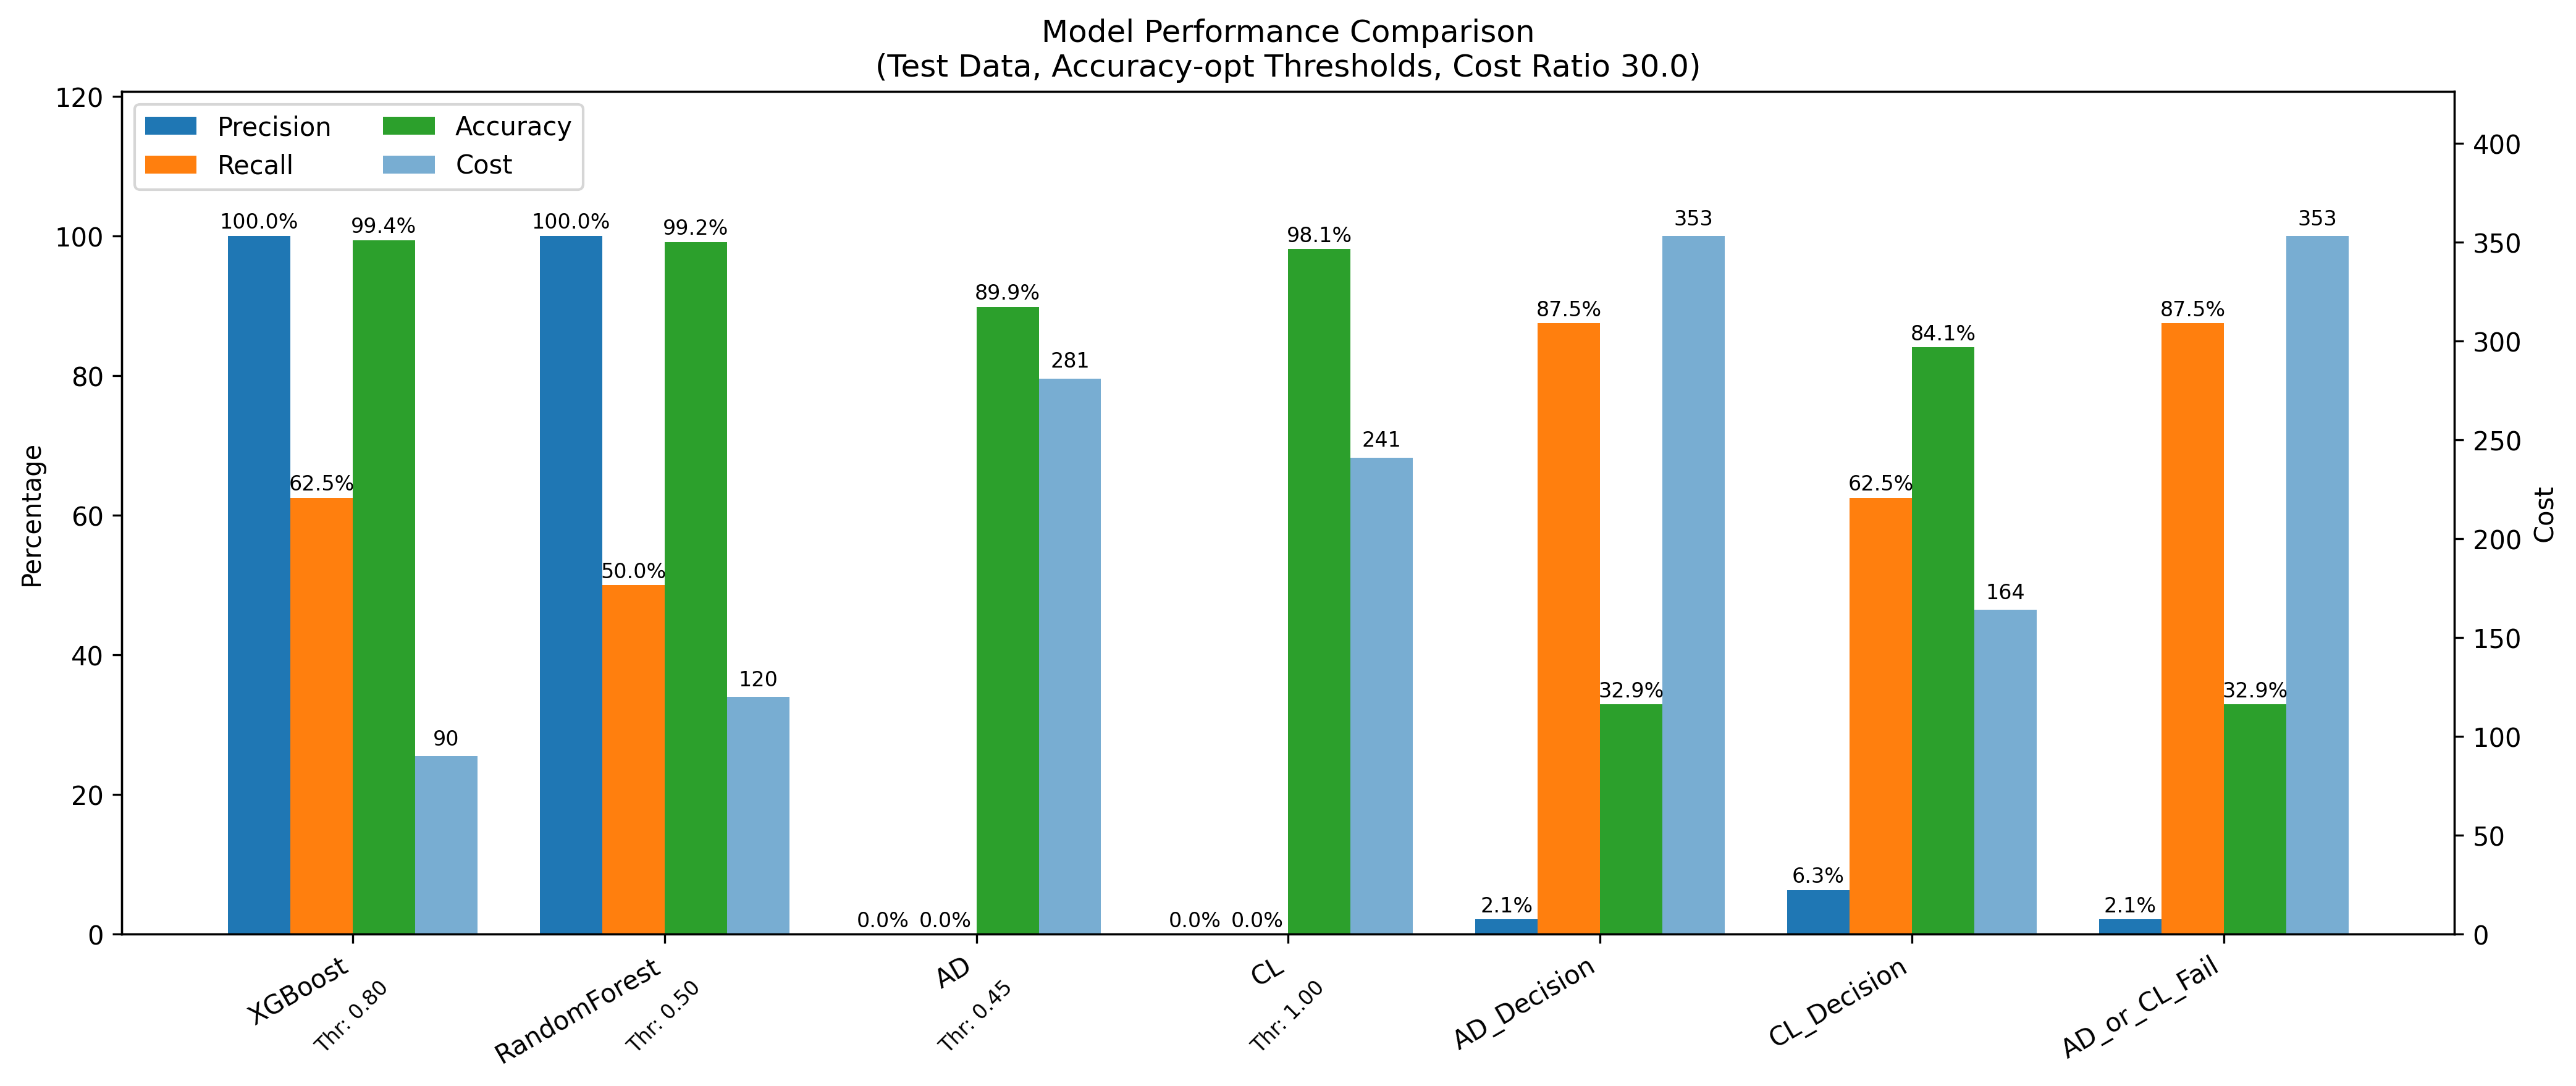 Model Performance Comparison
(Test Data, Accuracy-opt Thresholds, Cost Ratio 30.0)
Precision
Recall
Accuracy
Cost
Percentage
120
100
80
60
40
20
0
Cost
400
350
300
250
200
150
100
50
0
100.0%
62.5%
99.4%
90
100.0%
50.0%
99.2%
120
0.0%
0.0%
89.9%
281
0.0%
0.0%
98.1%
241
2.1%
87.5%
32.9%
353
6.3%
62.5%
84.1%
164
2.1%
87.5%
32.9%
353
XGBoost
Thr: 0.80
RandomForest
Thr: 0.50
AD
Thr: 0.45
CL
Thr: 1.00
AD_Decision
CL_Decision
AD_or_CL_Fail